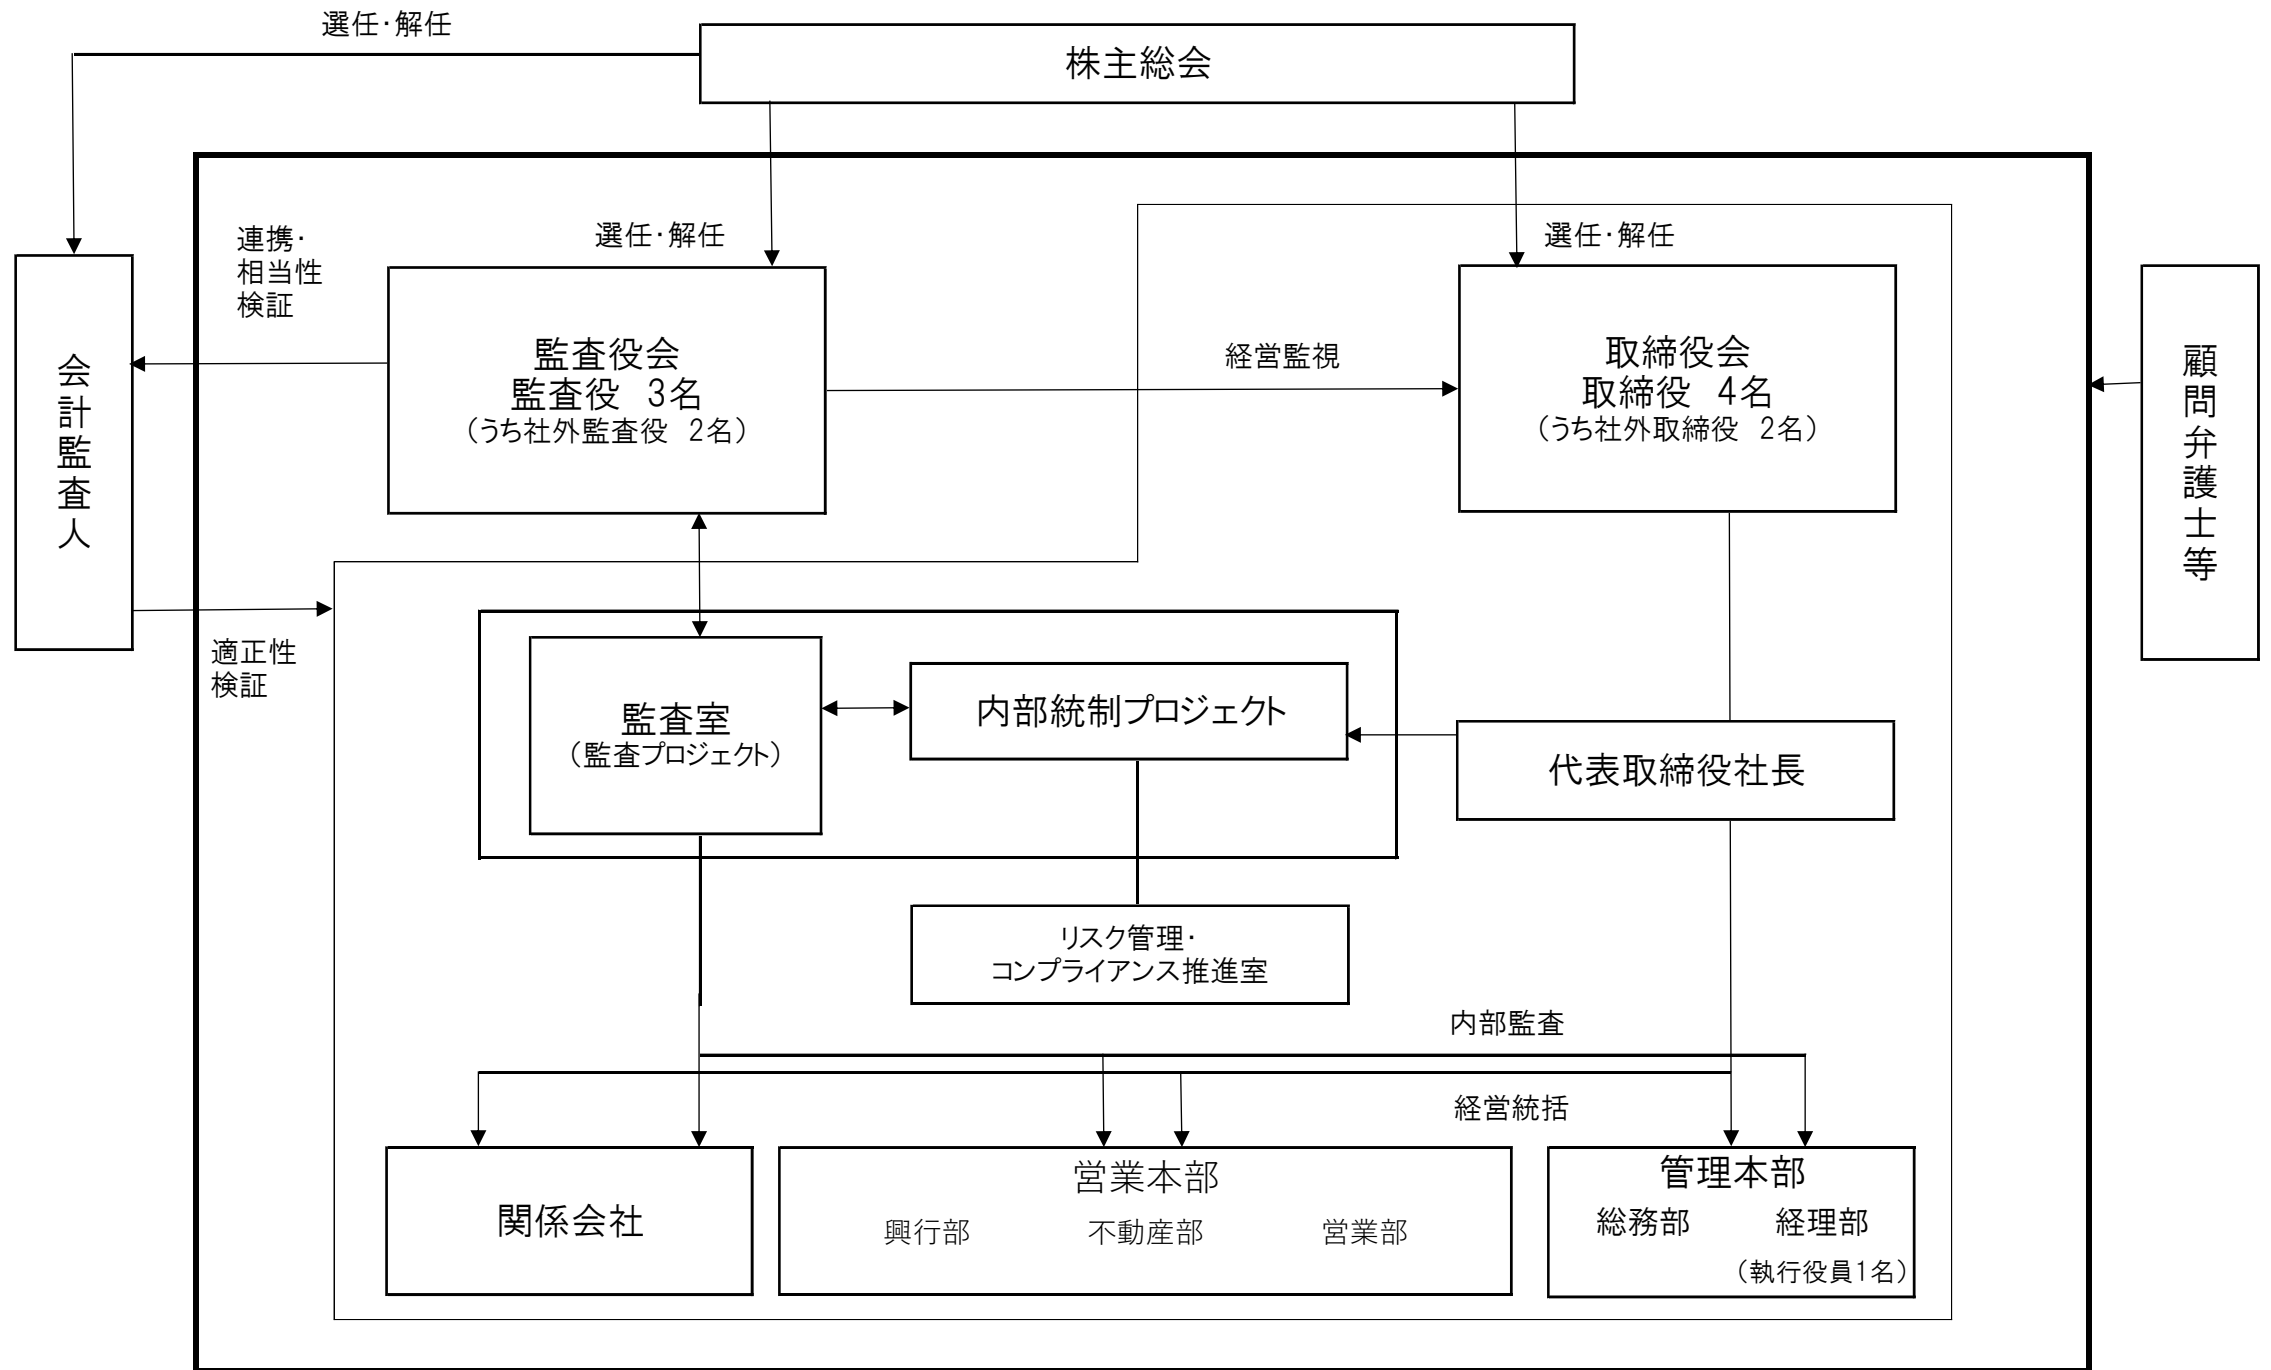 選任・解任
株主総会
連携・
相当性
検証
選任・解任
選任・解任
会計監査人
監査役会
監査役　3名
（うち社外監査役　2名）
経営監視
取締役会
取締役　4名
（うち社外取締役　2名）
顧問弁護士等
適正性
検証
監査室
（監査プロジェクト）
内部統制プロジェクト
代表取締役社長
リスク管理・
コンプライアンス推進室
内部監査
経営統括
関係会社
営業本部
興行部　不動産部　営業部
管理本部
総務部　経理部
（執行役員1名）